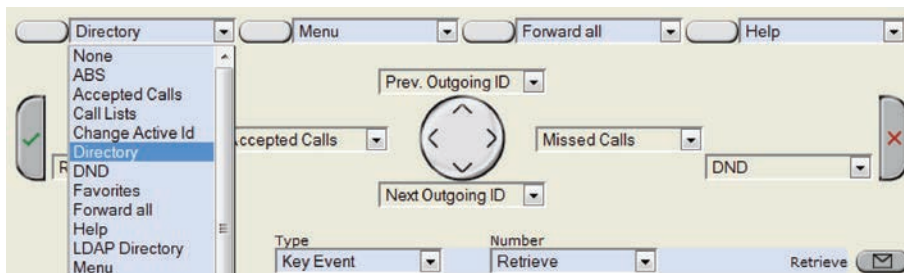 Directory Menu Forward all Help
None
ABS
Prev. Outgoing ID
Accepted Calls
Call Lists
Change Active Id
Accepted Calls Missed Calls
Directory
DND DND
Favorites
Next Outgoing ID
Forward all
Help
LDAP Directory
Type Number
Menu Key Event Retrieve Retrieve